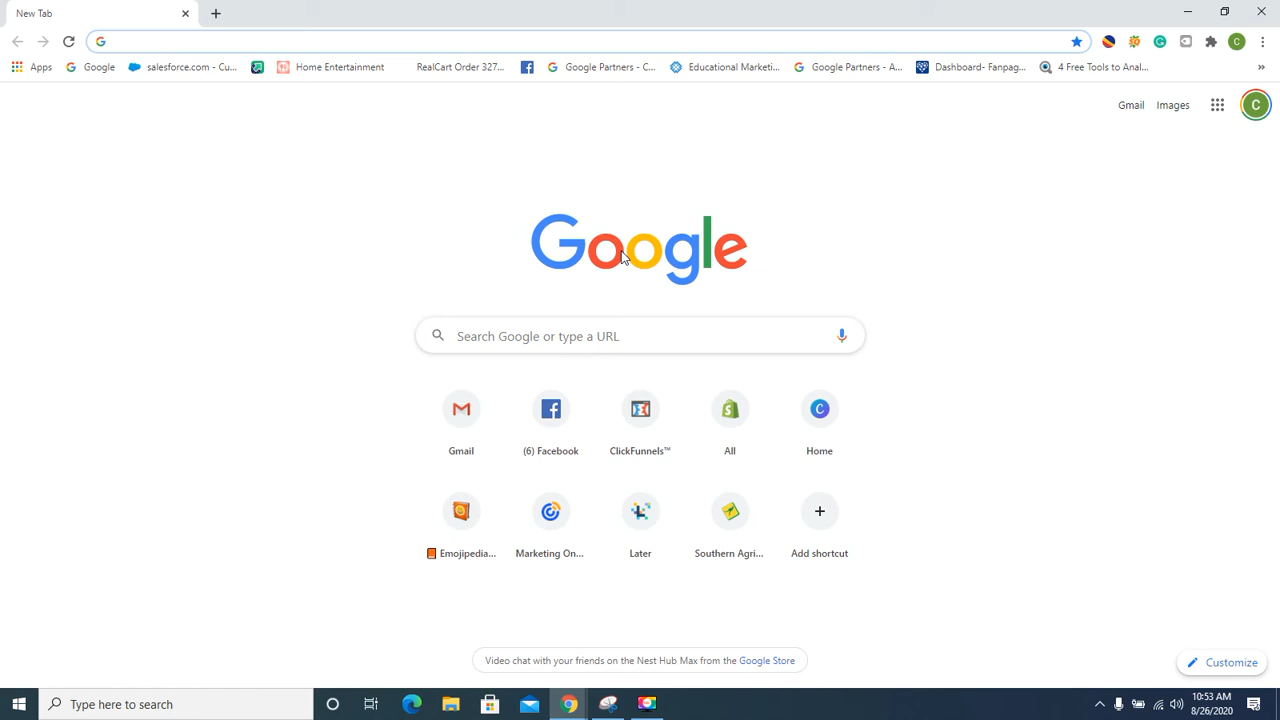 New Tab
Apps Google salesforce.com - Cu... Home Entertainment RealCart Order 327... Google Partners - C... Educational Marketi... Google Partners - A... Dashboard- Fanpag... 4 Free Tools to Anal... »
Gmail Images C
Google
Search Google or type a URL
Gmail (6) Facebook ClickFunnels™ All Home
Emojipedia... Marketing On... Later Southern Agri... Add shortcut
Video chat with your friends on the Nest Hub Max from the Google Store
Customize
Type here to search
10:53 AM
8/26/2020